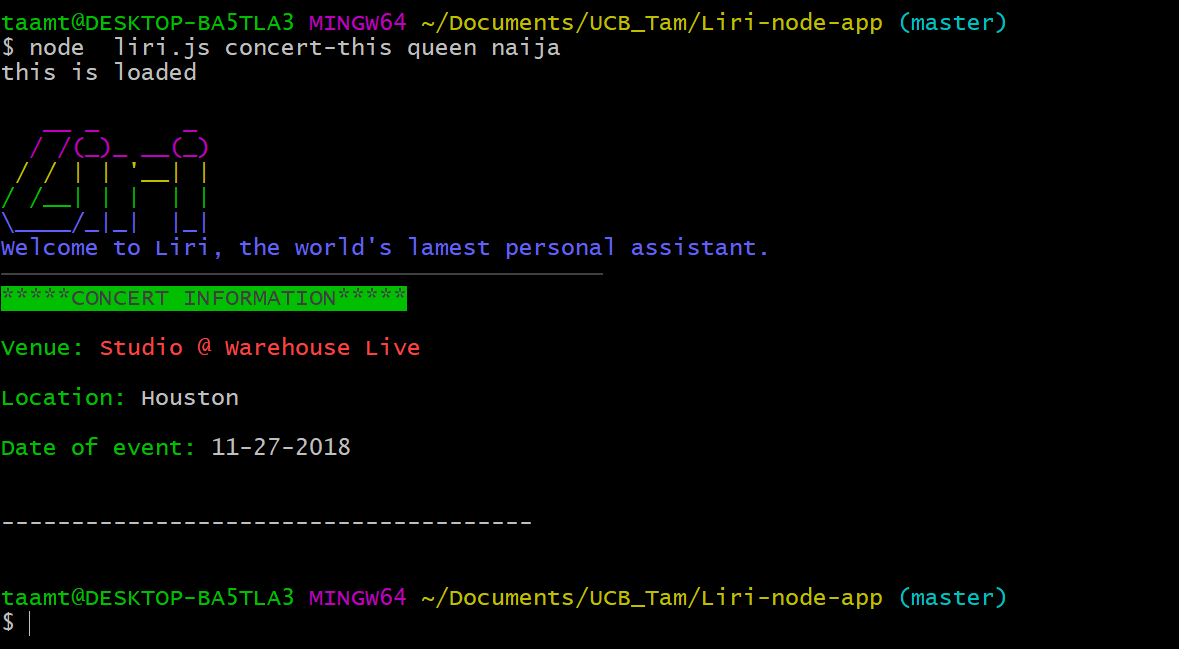 taamt@DESKTOP-BA5TLA3 MINGW64 ~/Documents/UCB_Tam/Liri-node-app (master)
$ node  liri.js concert-this queen naija
this is loaded
   __ _      _
  / /(_)_ __(_)
 / / | | '__| |
/ /__| | |  | |
\____/_|_|  |_|
Welcome to Liri, the world's lamest personal assistant.
___________________________________________
*****CONCERT INFORMATION*****
Venue: Studio @ Warehouse Live
Location: Houston
Date of event: 11-27-2018
--------------------------------------
taamt@DESKTOP-BA5TLA3 MINGW64 ~/Documents/UCB_Tam/Liri-node-app (master)
$